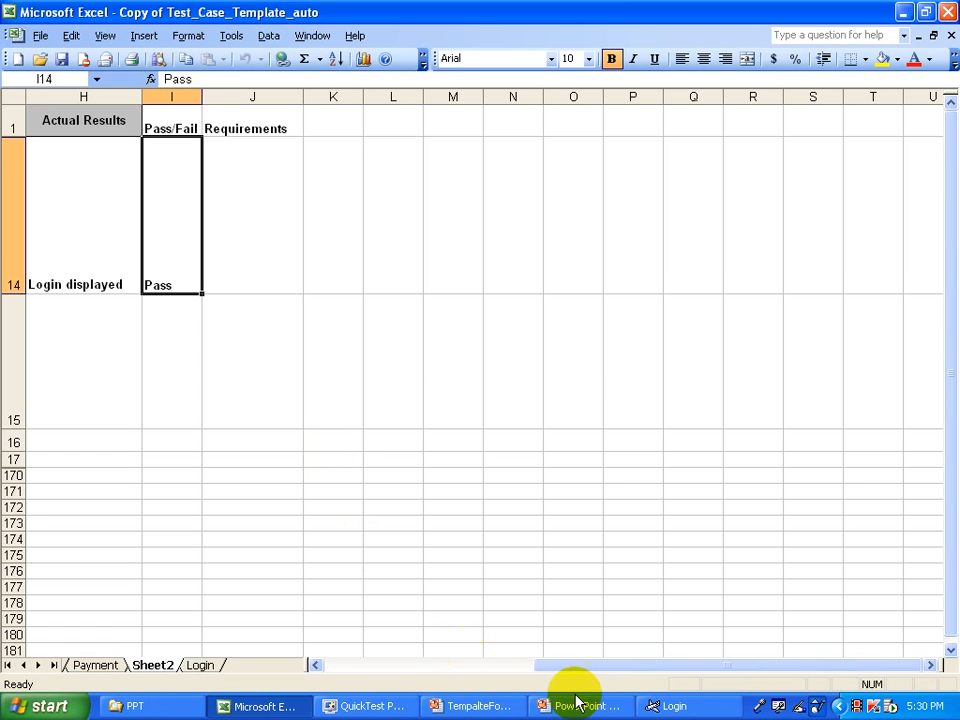 Microsoft Excel - Copy of Test_Case_Template_auto
File Edit View Insert Format Tools Data Window Help
Type a question for help
Arial 10 B I U $ %
I14 fx Pass
H I J K L M N O P Q R S T U
1 Actual Results Pass/Fail Requirements
14 Login displayed Pass
15
16
17
170
171
172
173
174
175
176
177
178
179
180
181
Payment Sheet2 Login
Ready NUM
start PPT Microsoft E... QuickTest P... TempalteFo... PowerPoint ... Login 5:30 PM